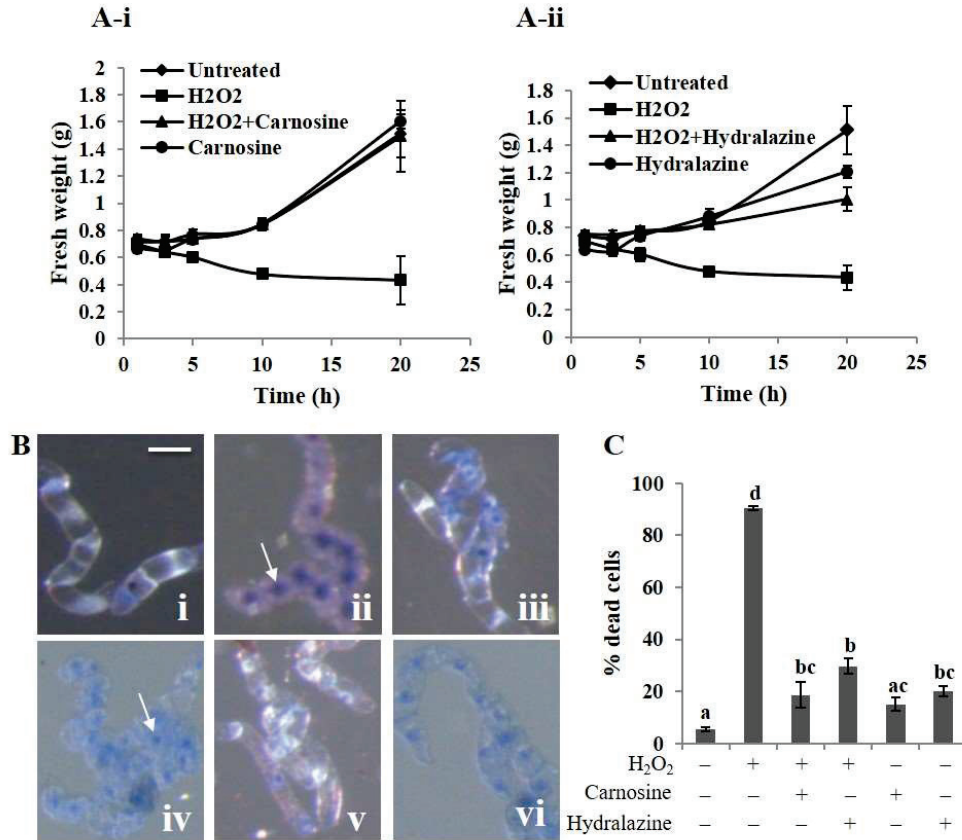 A-i
A-ii
Fresh weight (g)
2
1.8
1.6
1.4
1.2
1
0.8
0.6
0.4
0.2
0
Untreated
H2O2
H2O2+Carnosine
Carnosine
0 5 10 15 20 25
Time (h)
Fresh weight (g)
1.8
1.6
1.4
1.2
1
0.8
0.6
0.4
0.2
0
Untreated
H2O2
H2O2+Hydralazine
Hydralazine
0 5 10 15 20 25
Time (h)
B
i
ii
iii
iv
v
vi
C
% dead cells
100
80
60
40
20
0
a d bc b ac bc
H₂O₂ – + + + – –
Carnosine – – + – + –
Hydralazine – – – + – +